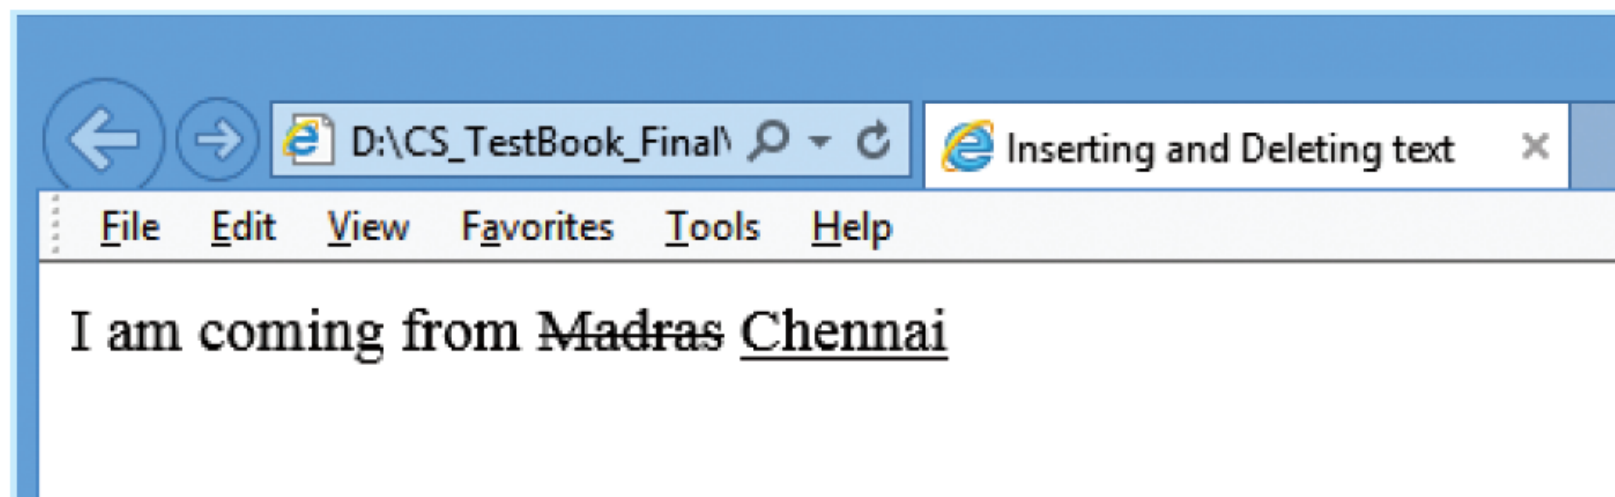 D:\CS_TestBook_Final\ Inserting and Deleting text
File Edit View Favorites Tools Help
I am coming from Madras Chennai